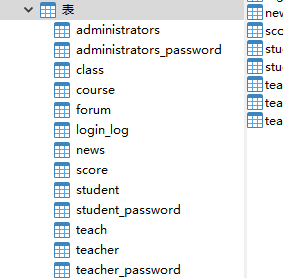 表
administrators
administrators_password
class
course
forum
login_log
news
score
student
student_password
teach
teacher
teacher_password
nev
sco
stu
stu
tea
tea
tea